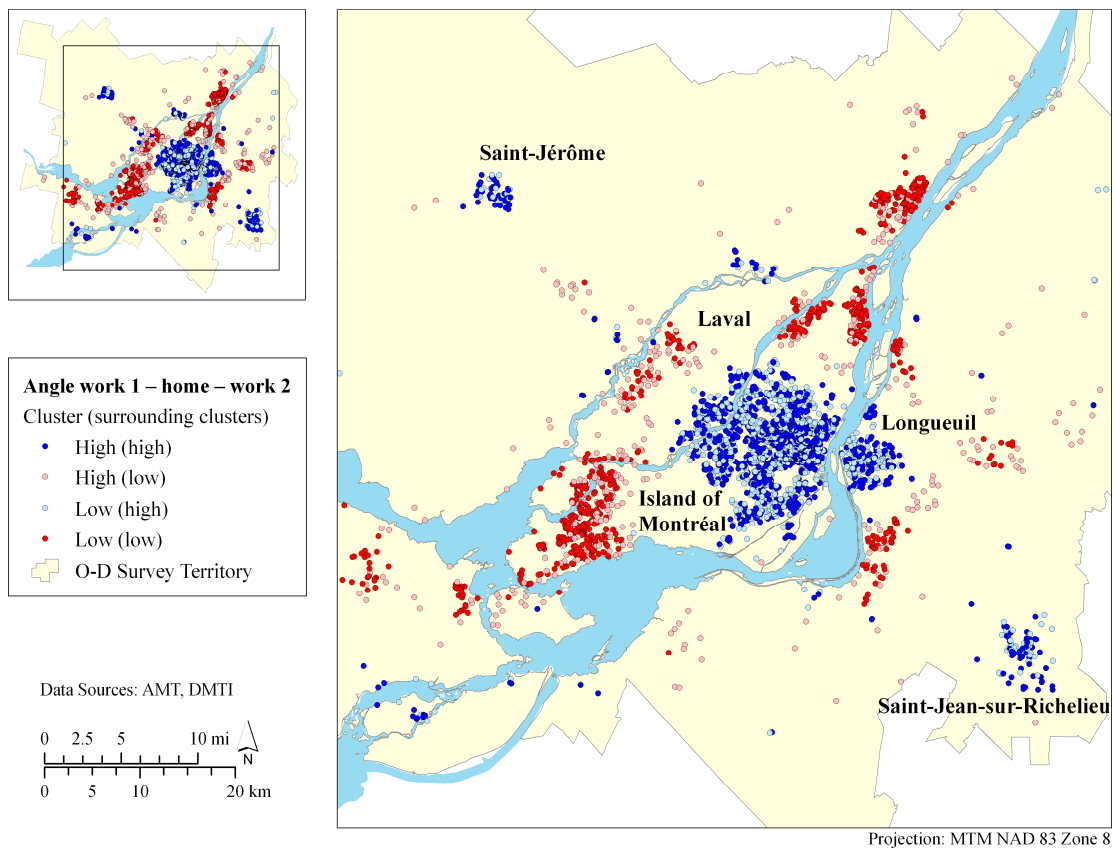 Saint-Jérôme
Laval
Longueuil
Island of
Montréal
Saint-Jean-sur-Richelieu
Angle work 1 – home – work 2
Cluster (surrounding clusters)
High (high)
High (low)
Low (high)
Low (low)
O-D Survey Territory
Data Sources: AMT, DMTI
0 2.5 5 10 mi
N
0 5 10 20 km
Projection: MTM NAD 83 Zone 8